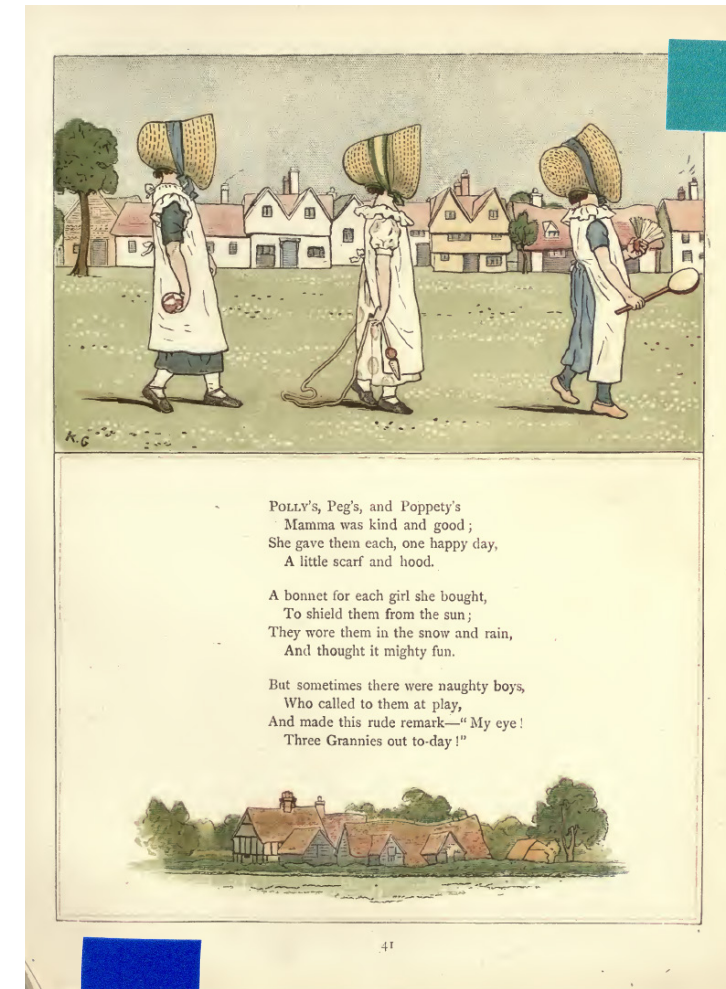 K.G
POLLY'S, Peg's, and Poppety's
Mamma was kind and good;
She gave them each, one happy day,
A little scarf and hood.
A bonnet for each girl she bought,
To shield them from the sun;
They wore them in the snow and rain,
And thought it mighty fun.
But sometimes there were naughty boys,
Who called to them at play,
And made this rude remark—“My eye!
Three Grannies out to-day!”
41